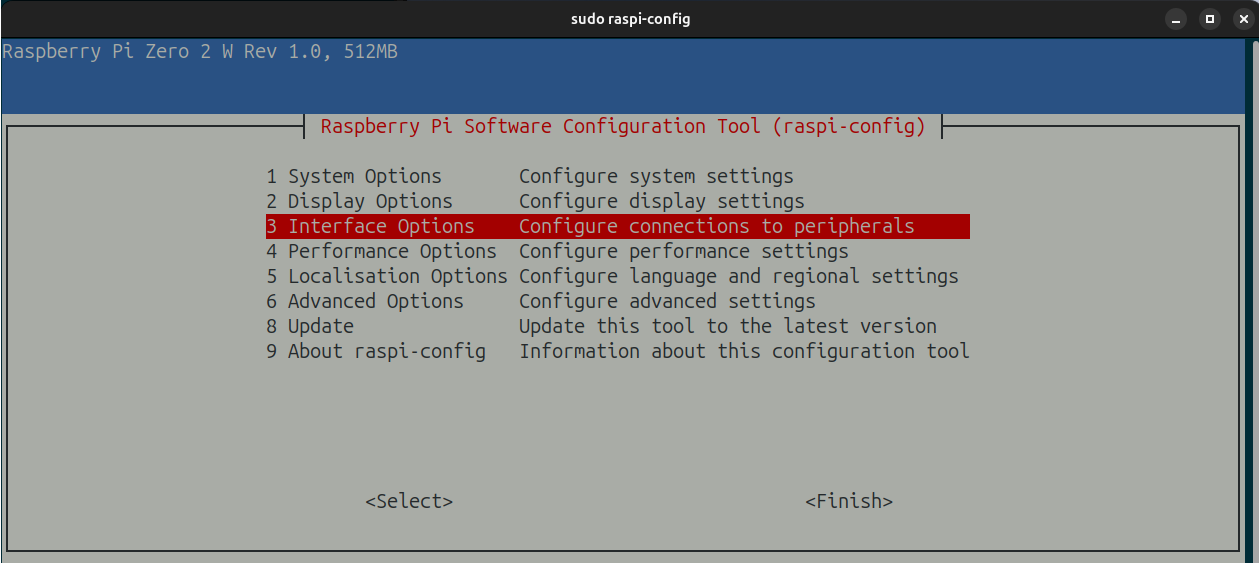 sudo raspi-config
Raspberry Pi Zero 2 W Rev 1.0, 512MB
Raspberry Pi Software Configuration Tool (raspi-config)
1 System Options Configure system settings
2 Display Options Configure display settings
3 Interface Options Configure connections to peripherals
4 Performance Options Configure performance settings
5 Localisation Options Configure language and regional settings
6 Advanced Options Configure advanced settings
8 Update Update this tool to the latest version
9 About raspi-config Information about this configuration tool
<Select> <Finish>